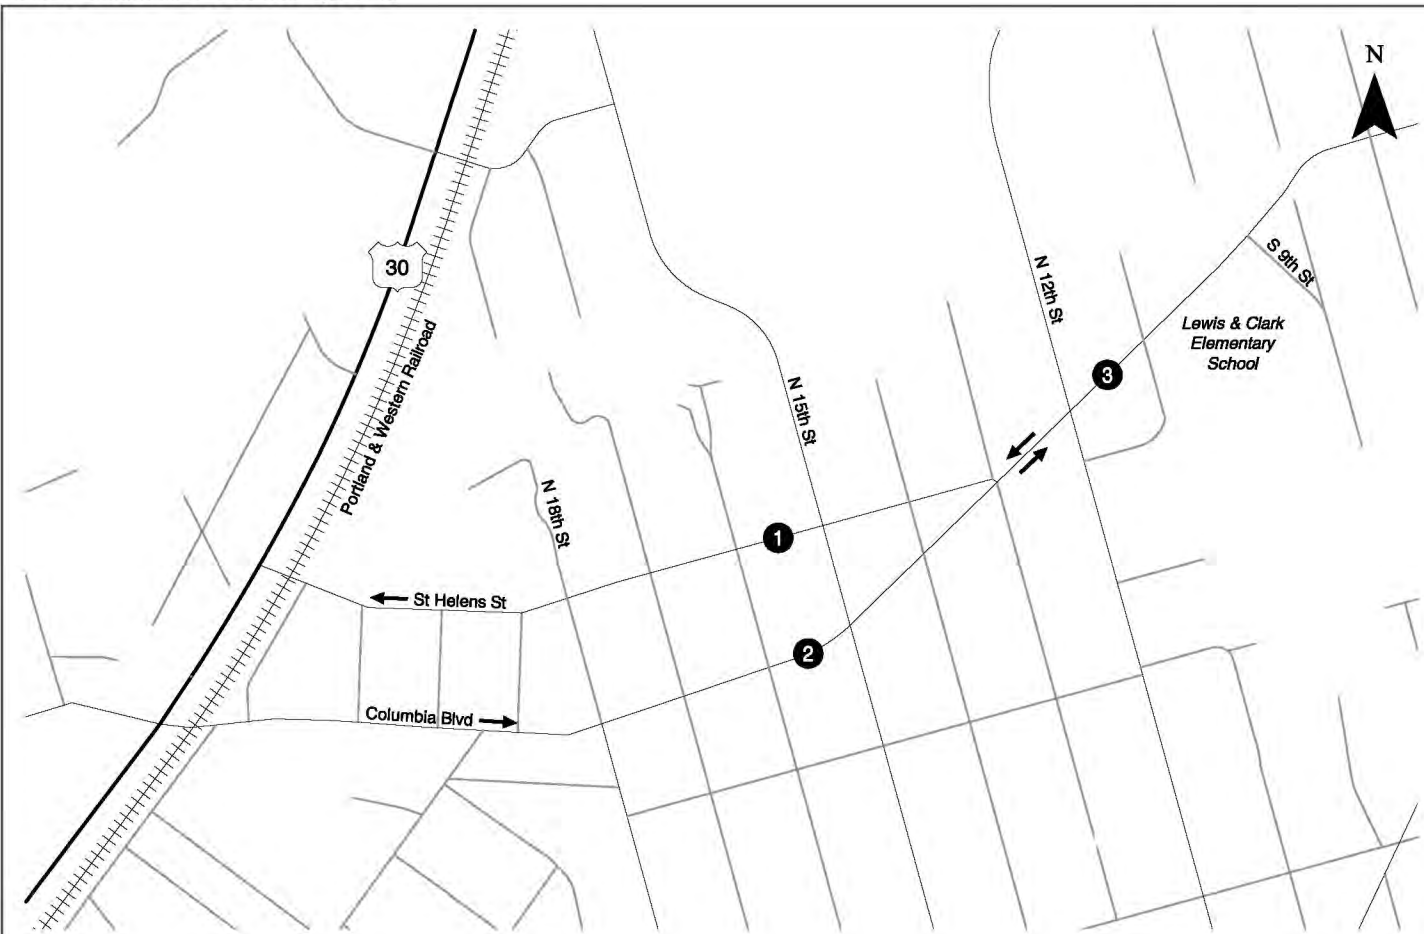 N
S 9th St
N 12th St
30
Lewis & Clark
Elementary
School
Portland & Western Railroad
3
N 15th St
N 18th St
1
St Helens St
2
Columbia Blvd